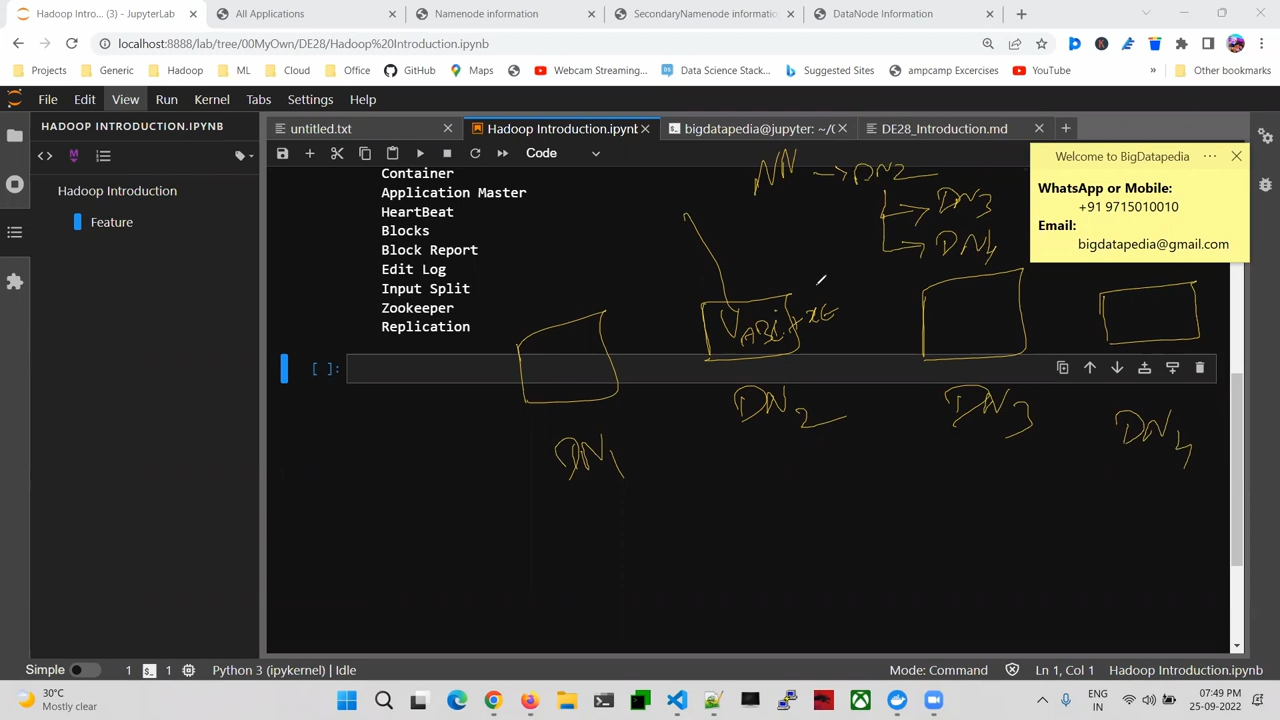 Hadoop Intro... (3) - JupyterLab
All Applications
Namenode information
SecondaryNamenode informatio
DataNode Information
localhost:8888/lab/tree/00MyOwn/DE28/Hadoop%20Introduction.ipynb
Projects
Generic
Hadoop
ML
Cloud
Office
GitHub
Maps
Webcam Streaming...
Data Science Stack...
Suggested Sites
ampcamp Excercises
YouTube
»
Other bookmarks
File Edit View Run Kernel Tabs Settings Help
HADOOP INTRODUCTION.IPYNB
Hadoop Introduction
Feature
untitled.txt
Hadoop Introduction.ipynt
bigdatapedia@jupyter: ~/(
DE28_Introduction.md
Code
Container
Application Master
HeartBeat
Blocks
Block Report
Edit Log
Input Split
Zookeeper
Replication
[ ]:
NN → DN2
DN3
DN4
DN1
DN2
DN3
DN4
Welcome to BigDatapedia
WhatsApp or Mobile:
+91 9715010010
Email:
bigdatapedia@gmail.com
Simple
1
1
Python 3 (ipykernel) | Idle
Mode: Command
Ln 1, Col 1
Hadoop Introduction.ipynb
30°C
Mostly clear
ENG
IN
07:49 PM
25-09-2022